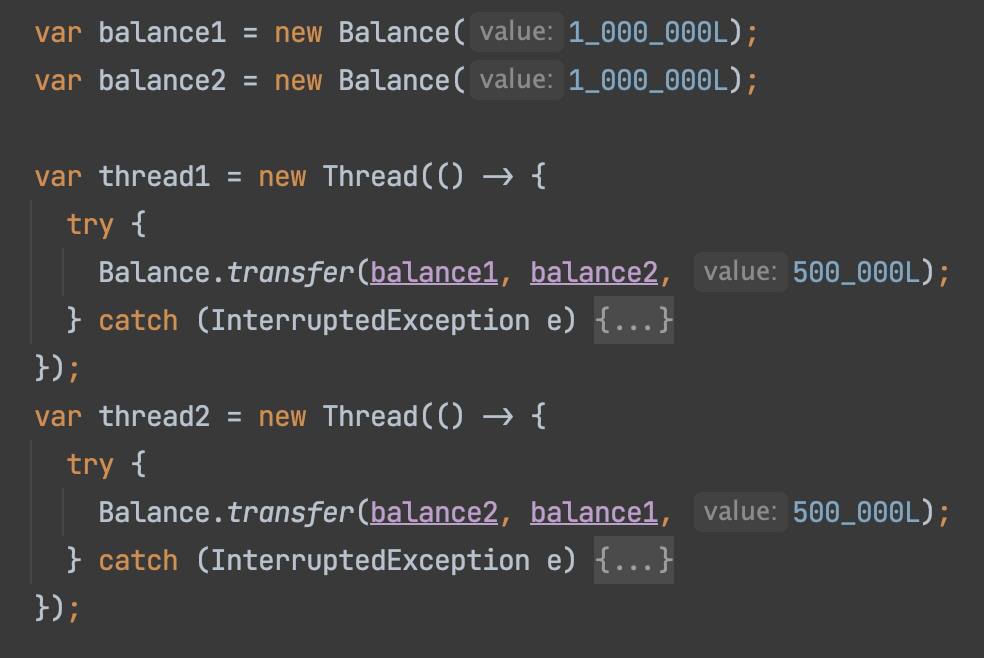 var balance1 = new Balance( value: 1_000_000L);
var balance2 = new Balance( value: 1_000_000L);
var thread1 = new Thread(() -> {
try {
Balance.transfer(balance1, balance2, value: 500_000L);
} catch (InterruptedException e) {...}
});
var thread2 = new Thread(() -> {
try {
Balance.transfer(balance2, balance1, value: 500_000L);
} catch (InterruptedException e) {...}
});